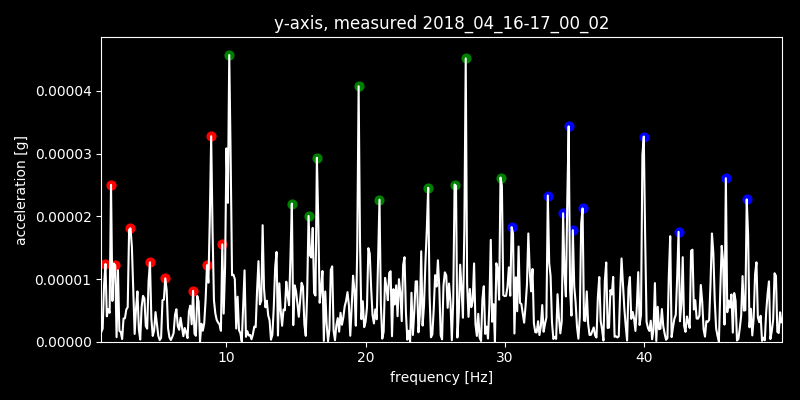 y-axis, measured 2018_04_16-17_00_02
acceleration [g]
0.00004
0.00003
0.00002
0.00001
0.00000
10 20 30 40
frequency [Hz]